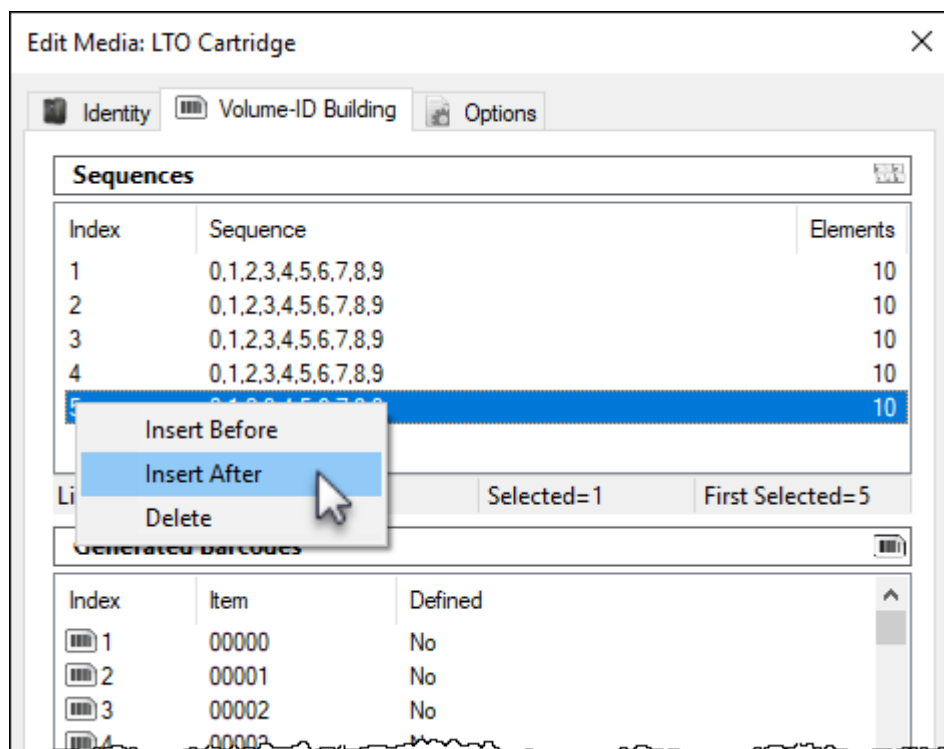 Edit Media: LTO Cartridge
Identity Volume-ID Building Options
Sequences
Index Sequence Elements
1 0,1,2,3,4,5,6,7,8,9 10
2 0,1,2,3,4,5,6,7,8,9 10
3 0,1,2,3,4,5,6,7,8,9 10
4 0,1,2,3,4,5,6,7,8,9 10
10
Insert Before
Insert After
Delete
Selected=1 First Selected=5
Generated Barcodes
Index Item Defined
1 00000 No
2 00001 No
3 00002 No
4